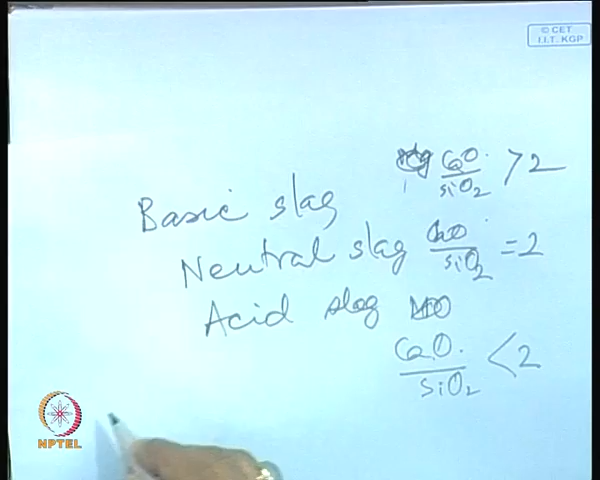 © CET
I.I.T. KGP
Basic slag CaO/SiO₂ > 2
Neutral slag CaO/SiO₂ = 2
Acid slag
CaO/SiO₂ < 2
NPTEL